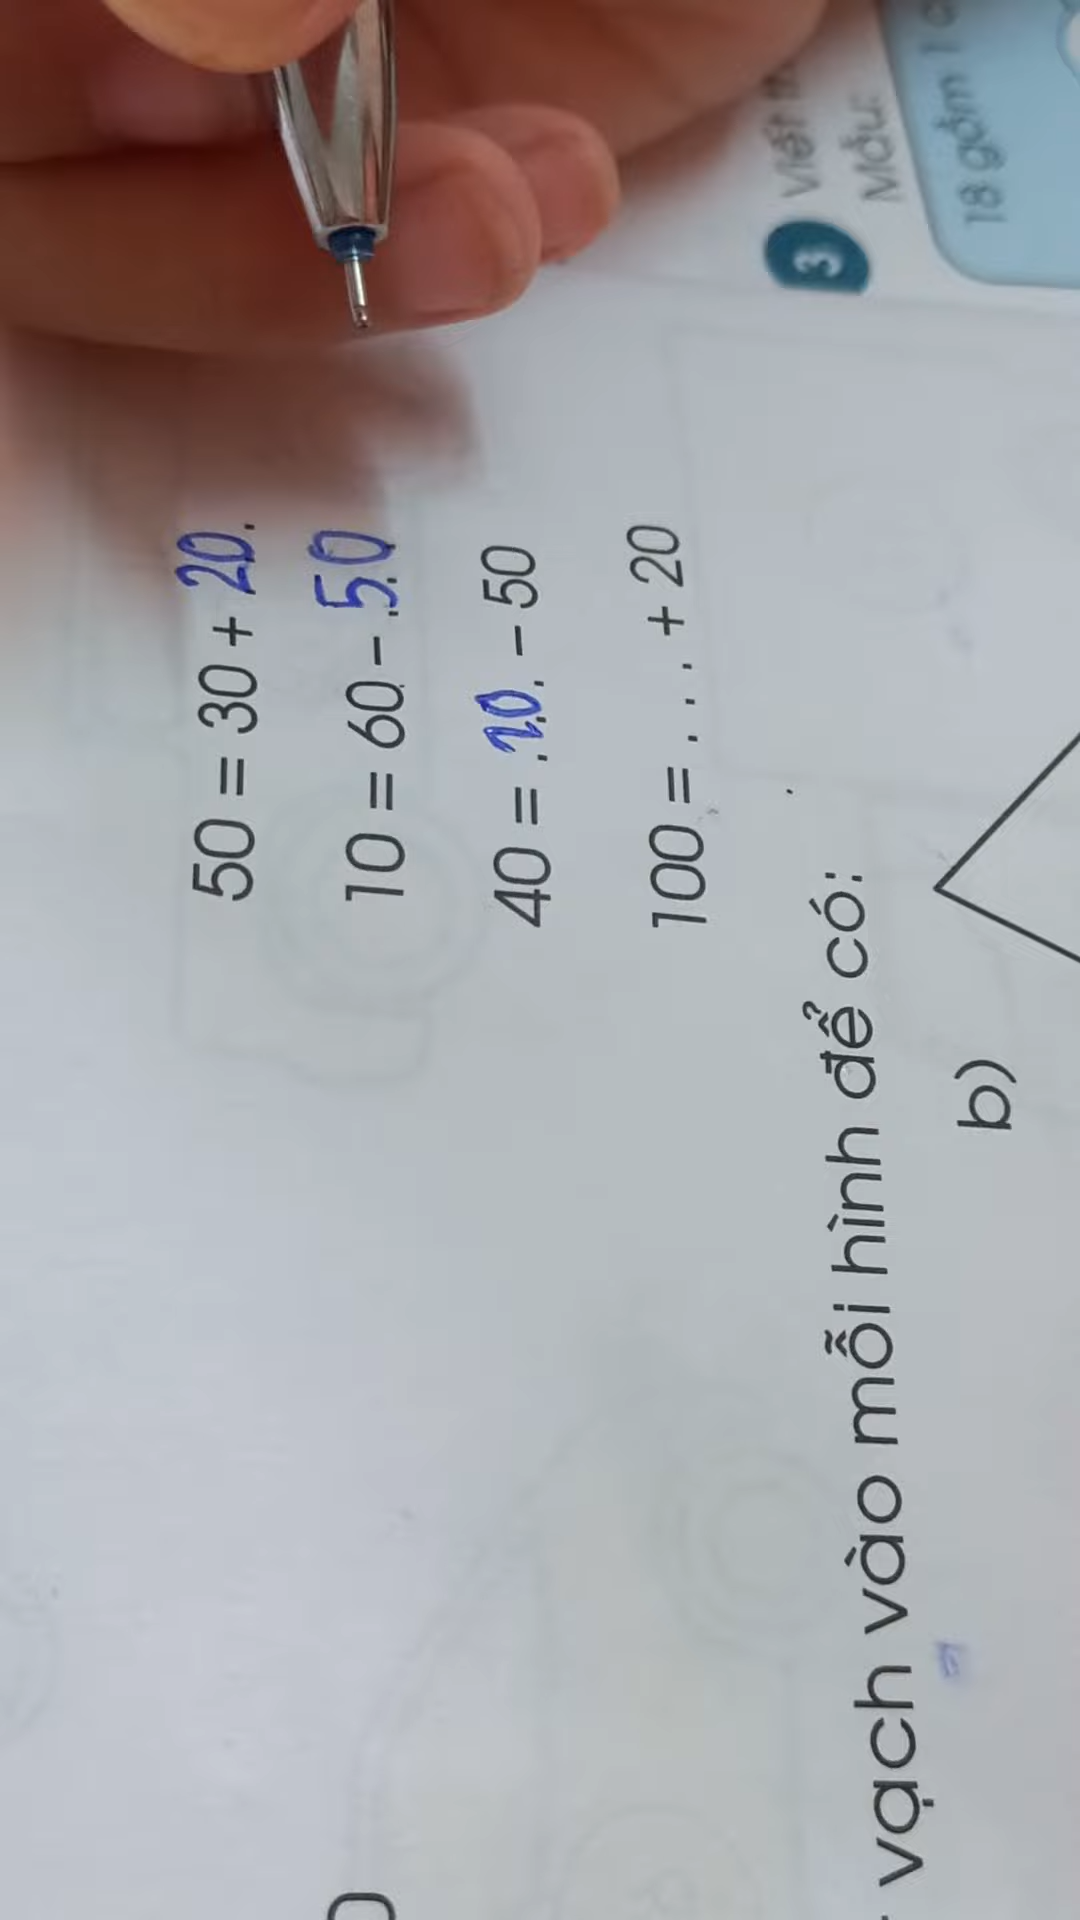 50 = 30 + 20.
10 = 60 - .50
40 = .10. - 50
100 = .... + 20
vạch vào mỗi hình để có:
b)
3 Viết
Mẫu:
18 gồm 1